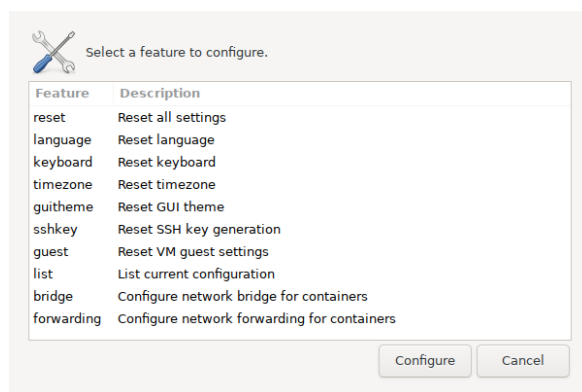 Select a feature to configure.
Feature Description
reset Reset all settings
language Reset language
keyboard Reset keyboard
timezone Reset timezone
guitheme Reset GUI theme
sshkey Reset SSH key generation
guest Reset VM guest settings
list List current configuration
bridge Configure network bridge for containers
forwarding Configure network forwarding for containers
Configure Cancel